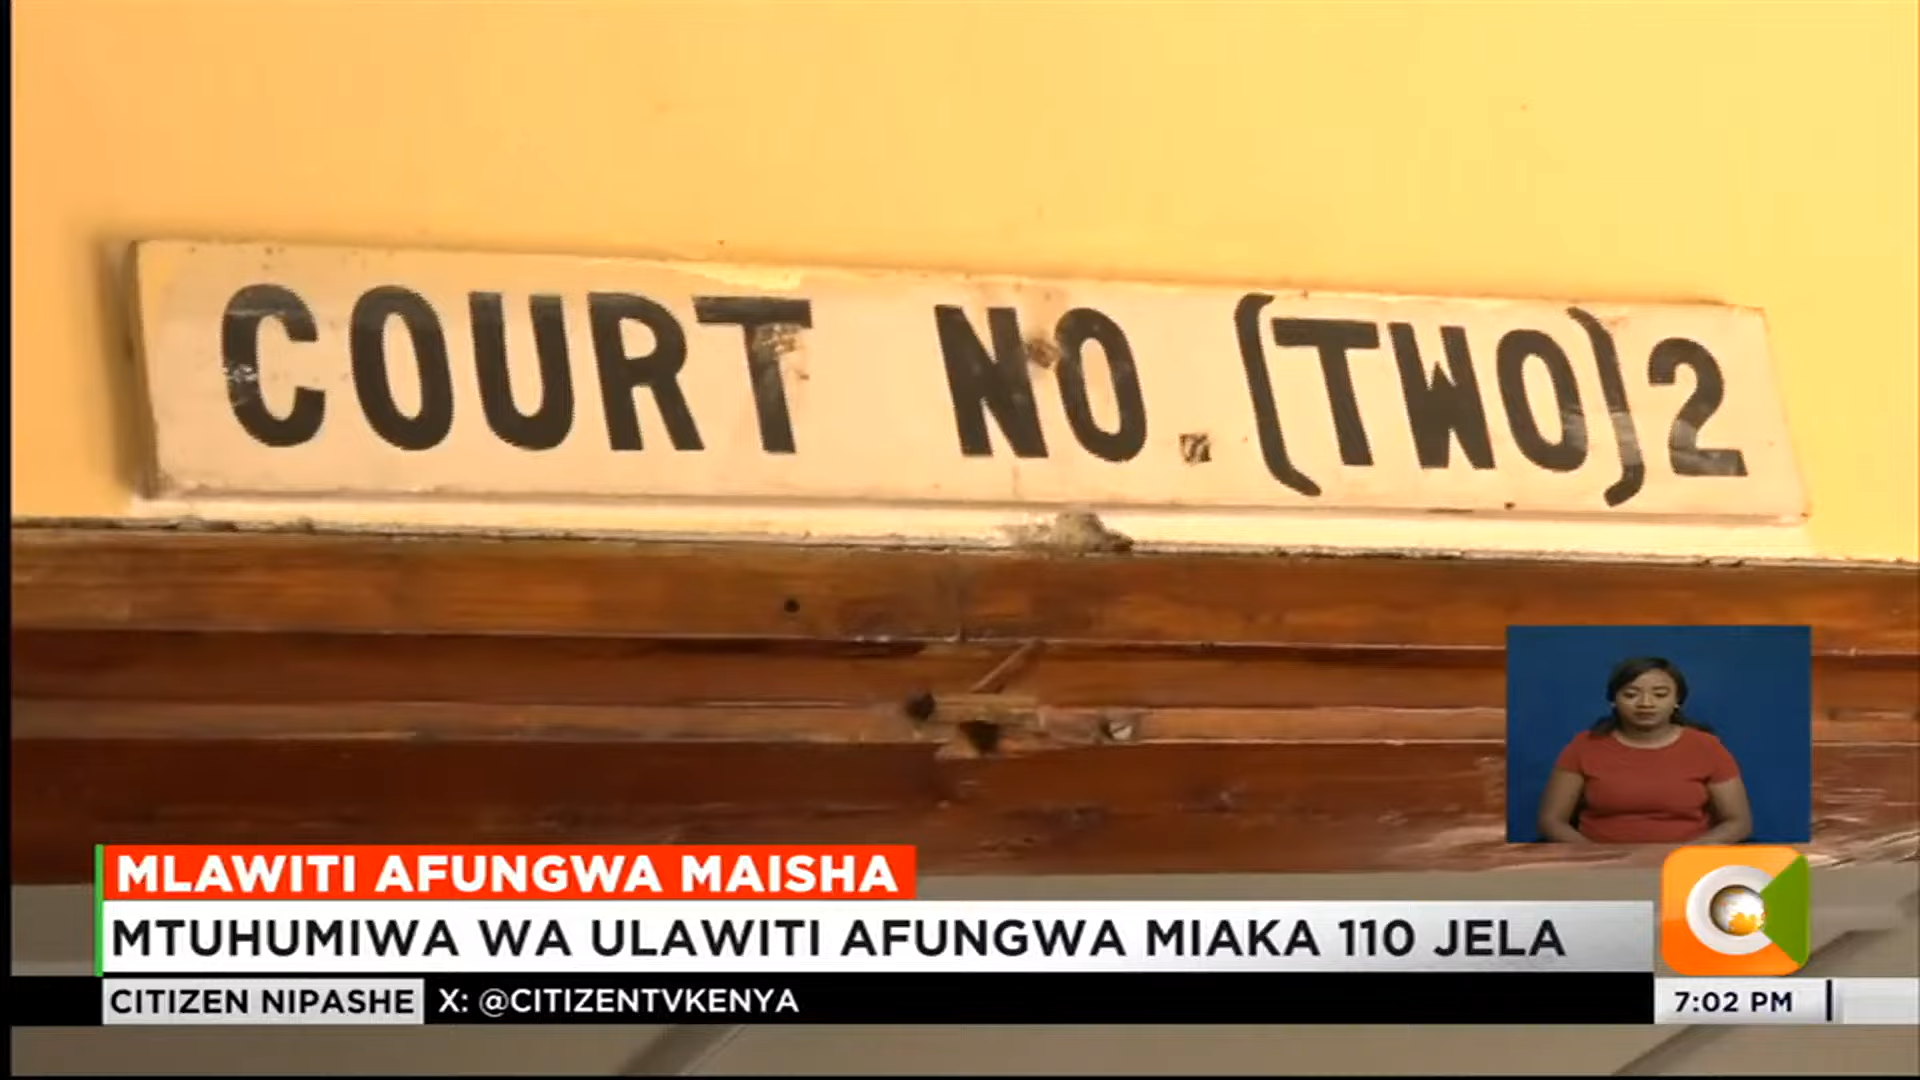 COURT NO. (TWO) 2
MLAWITI AFUNGWA MAISHA
MTUHUMIWA WA ULAWITI AFUNGWA MIAKA 110 JELA
CITIZEN NIPASHE X: @CITIZENTVKENYA
7:02 PM